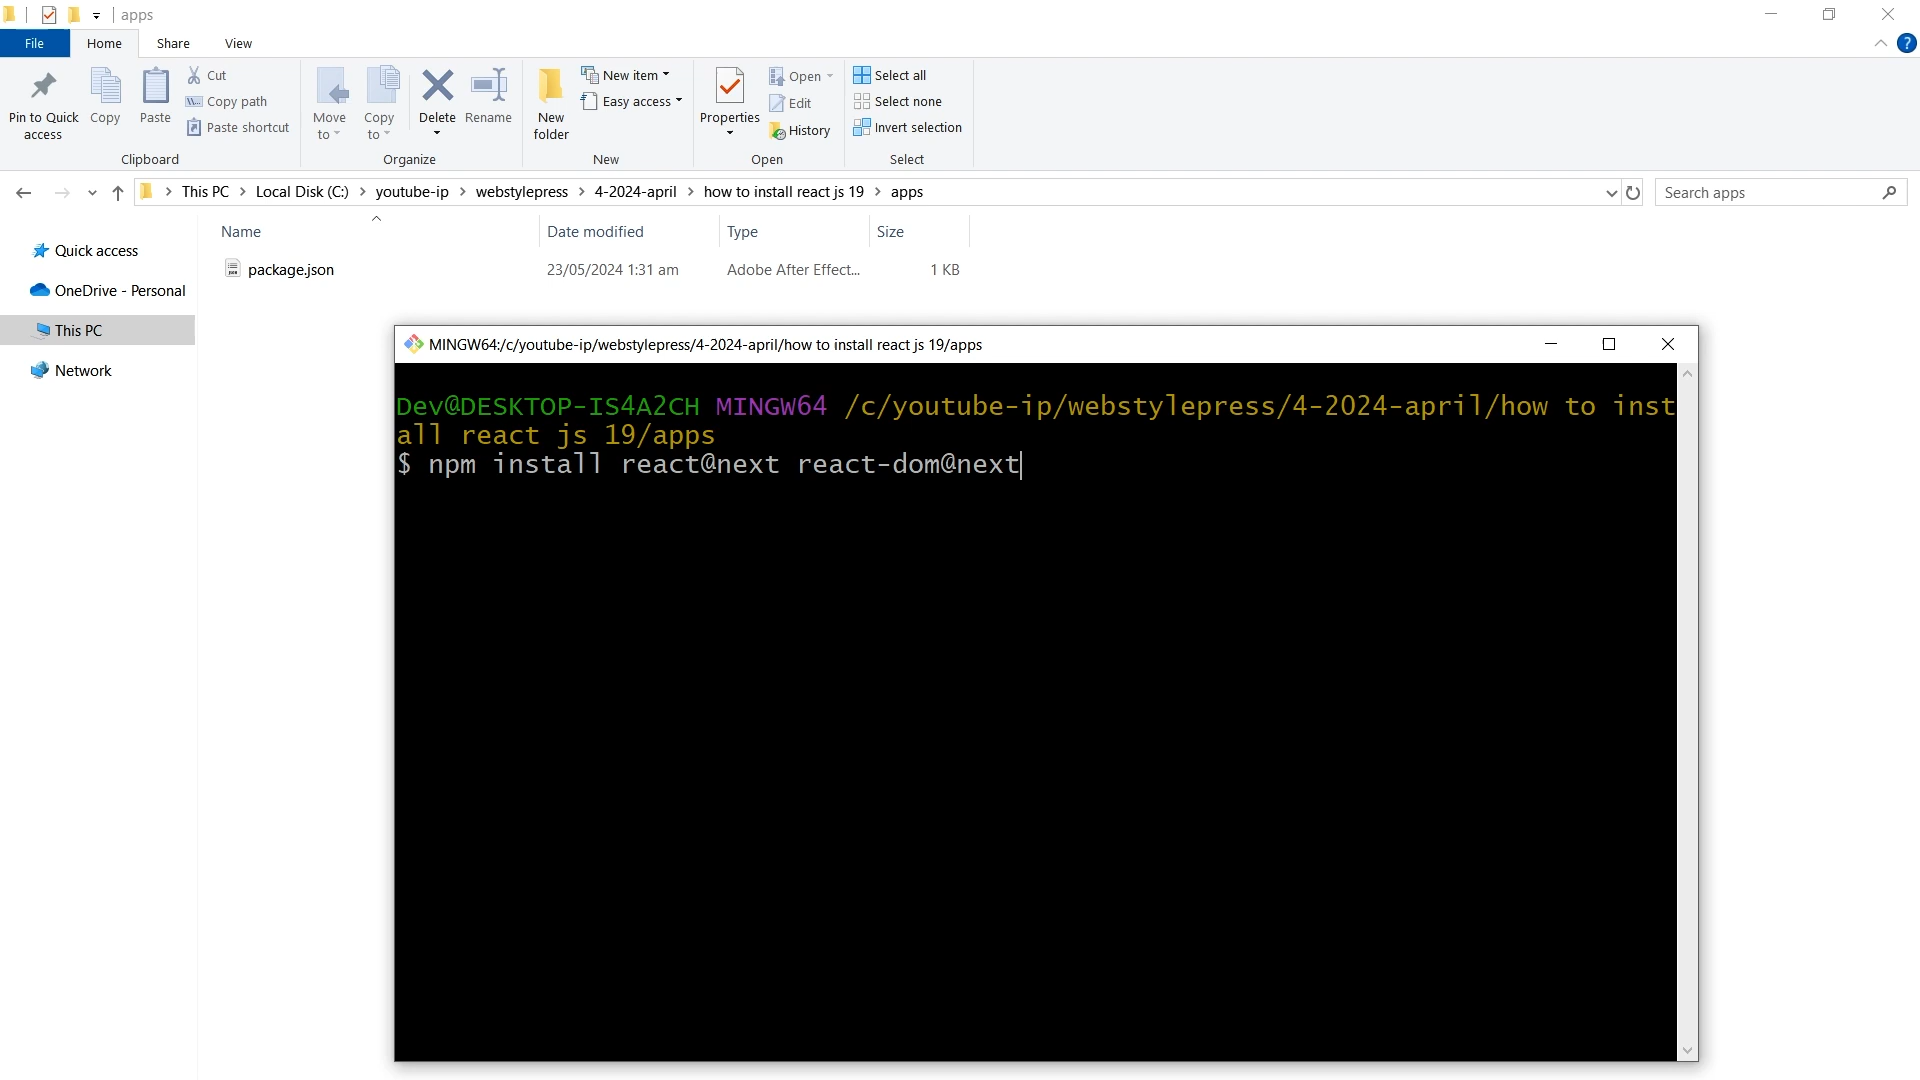 apps
File Home Share View
Pin to Quick access
Copy
Paste
Cut
Copy path
Paste shortcut
Clipboard
Move to
Copy to
Delete
Rename
Organize
New folder
New item
Easy access
New
Properties
Open
Edit
History
Open
Select all
Select none
Invert selection
Select
This PC Local Disk (C:) youtube-ip webstylepress 4-2024-april how to install react js 19 apps
Search apps
Name Date modified Type Size
package.json 23/05/2024 1:31 am Adobe After Effect... 1 KB
Quick access
OneDrive - Personal
This PC
Network
MINGW64:/c/youtube-ip/webstylepress/4-2024-april/how to install react js 19/apps
Dev@DESKTOP-IS4A2CH MINGW64 /c/youtube-ip/webstylepress/4-2024-april/how to inst
all react js 19/apps
$ npm install react@next react-dom@next